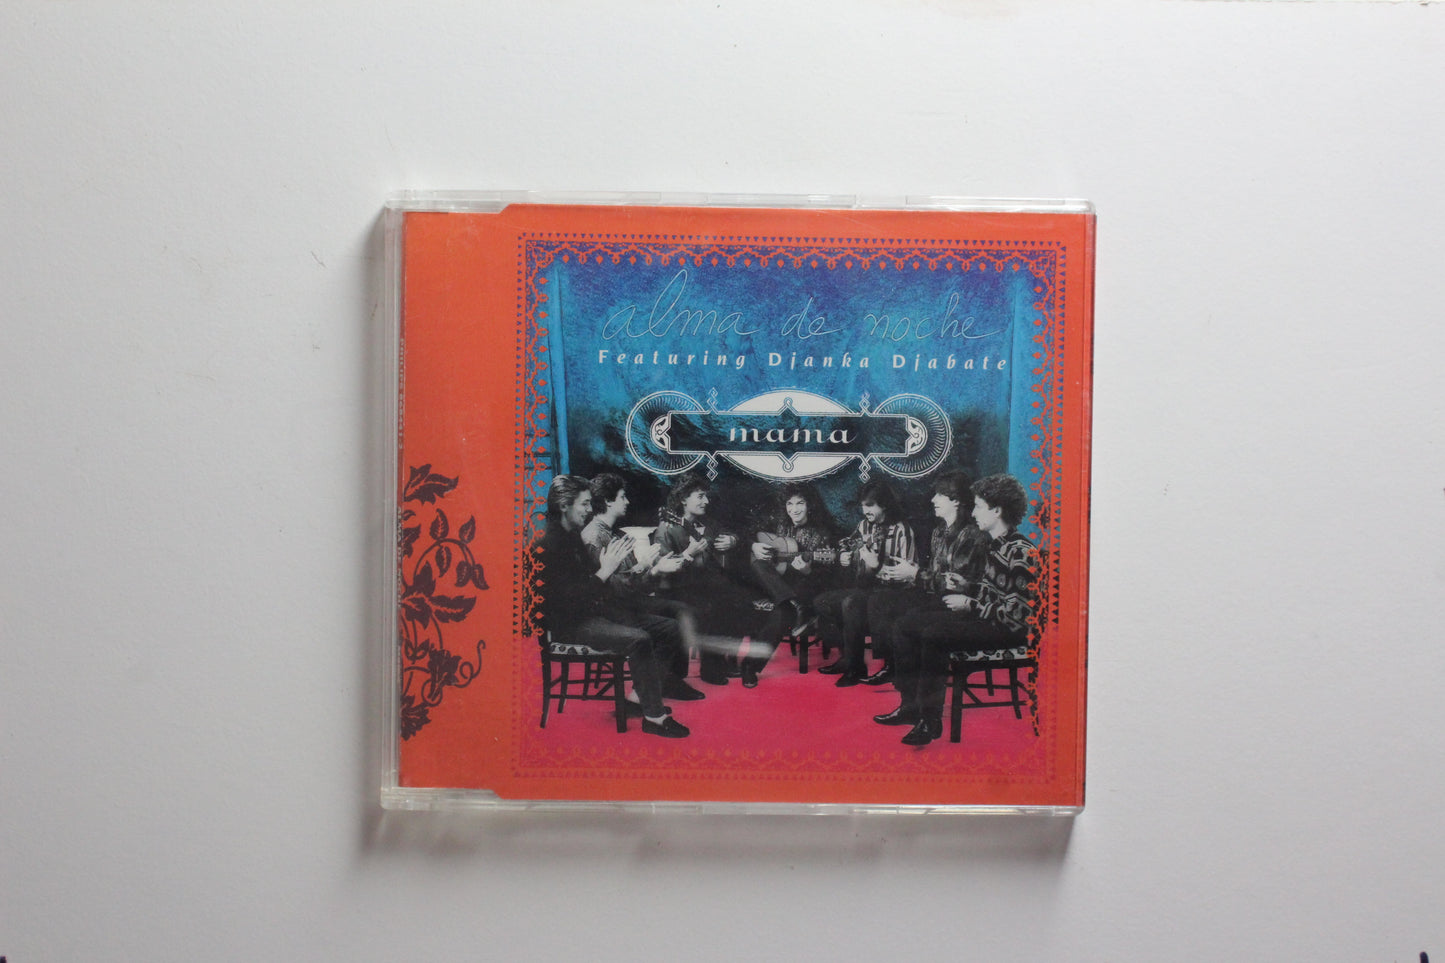 alma de noche
Featuring Djanka Djabate
mama